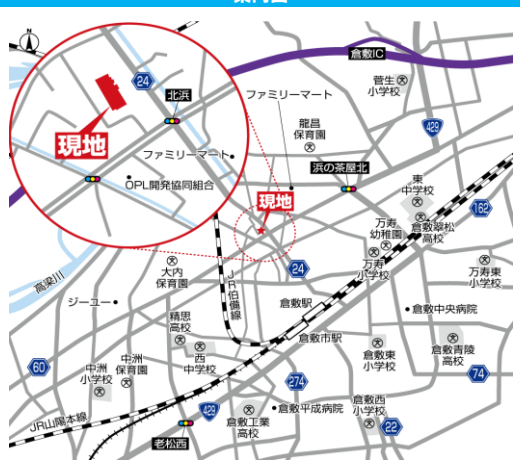 案内図
N
24
北浜
現地
ファミリーマート
OPL開発協同組合
倉敷IC
菅生
小学校
ファミリーマート
龍昌
保育園
429
浜の茶屋北
現地
東
中学校
162
倉敷翠松
高校
万寿
幼稚園
万寿
小学校
万寿東
小学校
高梁川
大内
保育園
JR伯備線
24
ジーユー
倉敷駅
倉敷中央病院
精思
高校
倉敷市駅
西
中学校
倉敷東
小学校
倉敷青陵
高校
60
中洲
小学校
中洲
保育園
274
74
倉敷西
小学校
429
倉敷工業
高校
倉敷平成病院
22
JR山陽本線
老松西